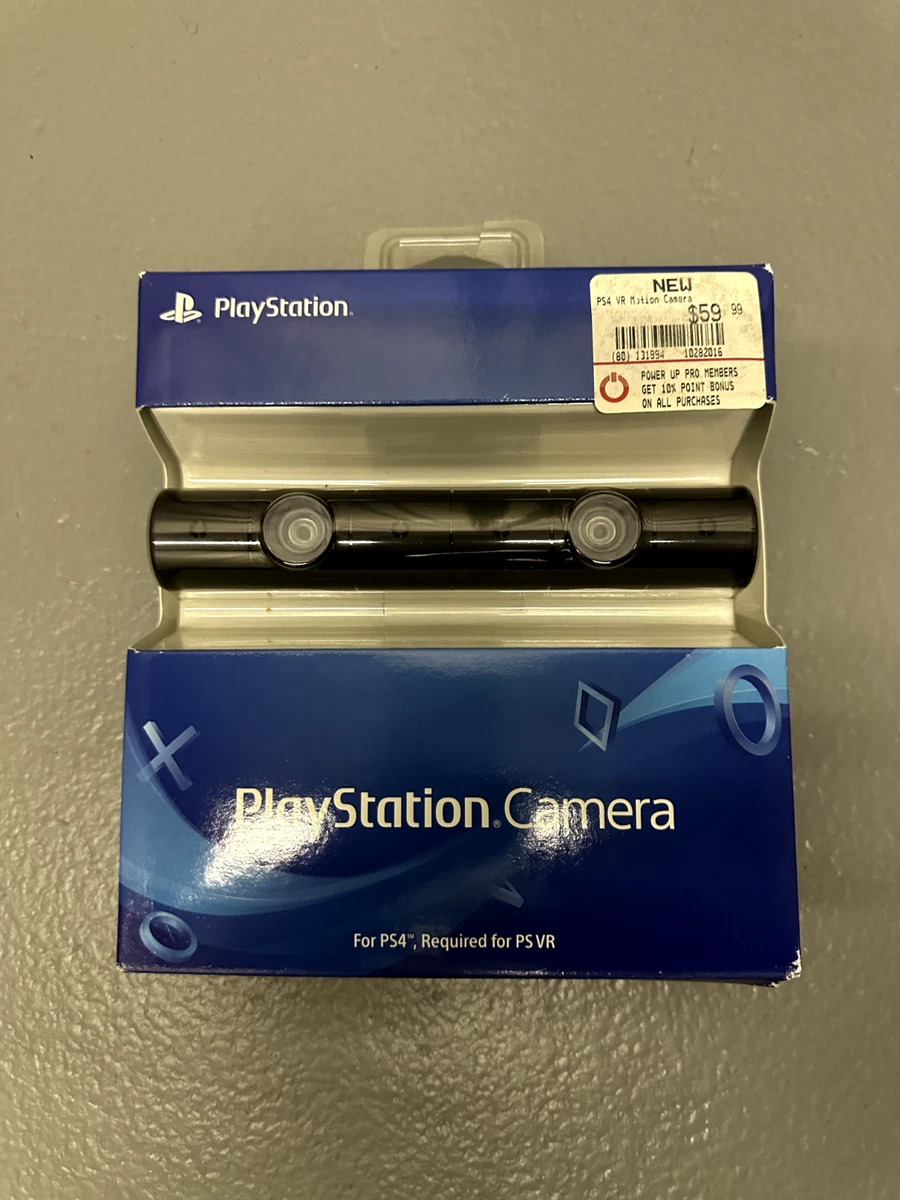 PlayStation®
NEW
PS4 VR Motion Camera
$59 99
(80) 131994 10282016
POWER UP PRO MEMBERS
GET 10% POINT BONUS
ON ALL PURCHASES
PlayStation®Camera
For PS4™, Required for PS VR